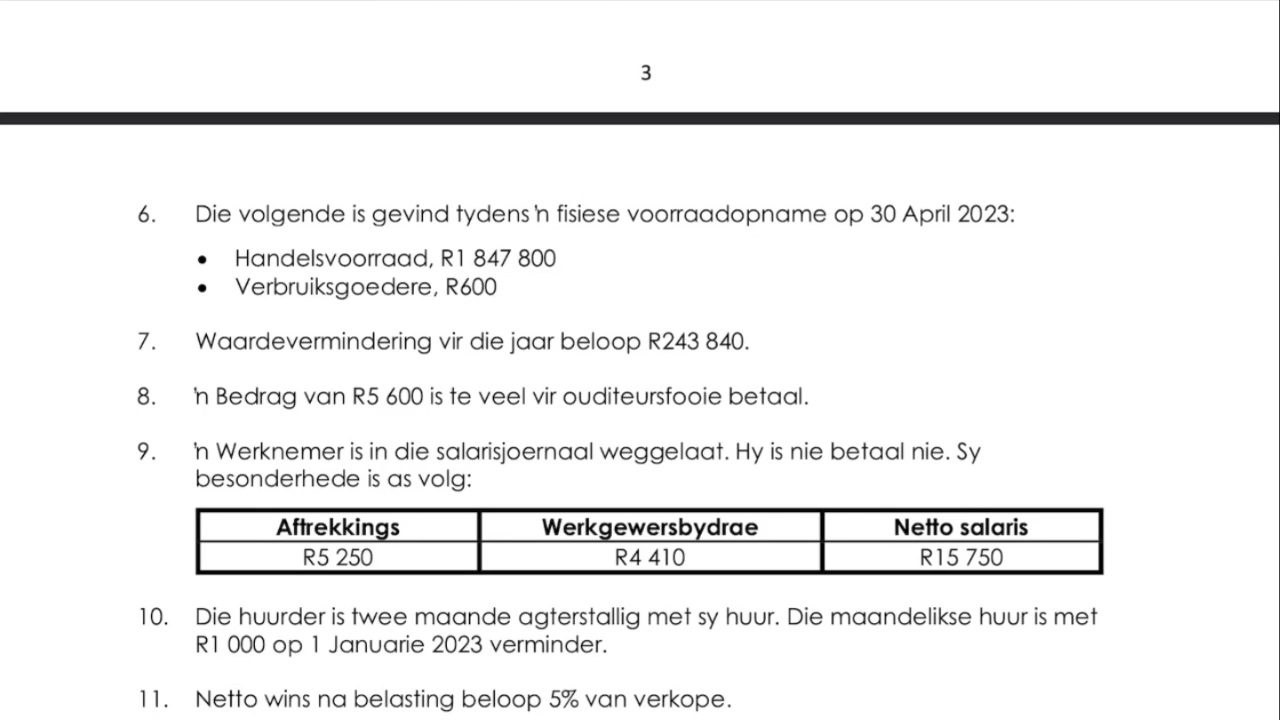 3
6. Die volgende is gevind tydens 'n fisiese voorraadopname op 30 April 2023:
• Handelsvoorraad, R1 847 800
• Verbruiksgoedere, R600
7. Waardevermindering vir die jaar beloop R243 840.
8. 'n Bedrag van R5 600 is te veel vir ouditeursfooie betaal.
9. 'n Werknemer is in die salarisjoernaal weggelaat. Hy is nie betaal nie. Sy
besonderhede is as volg:
Aftrekkings Werkgewersbydrae Netto salaris
R5 250 R4 410 R15 750
10. Die huurder is twee maande agterstallig met sy huur. Die maandelikse huur is met
R1 000 op 1 Januarie 2023 verminder.
11. Netto wins na belasting beloop 5% van verkope.